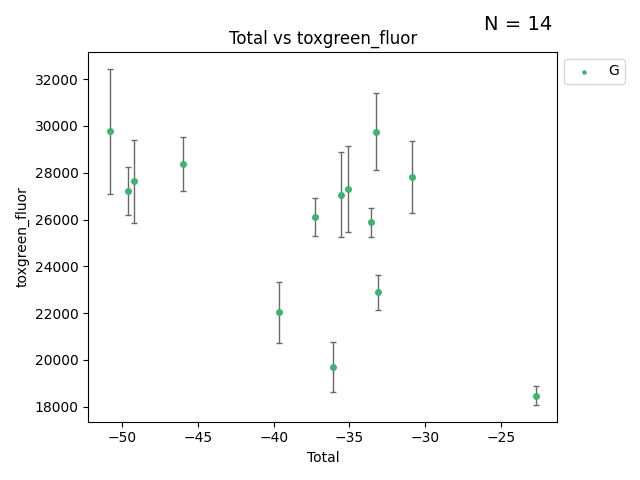 N = 14
Total vs toxgreen_fluor
G
32000
30000
28000
26000
24000
22000
20000
18000
toxgreen_fluor
−50 −45 −40 −35 −30 −25
Total